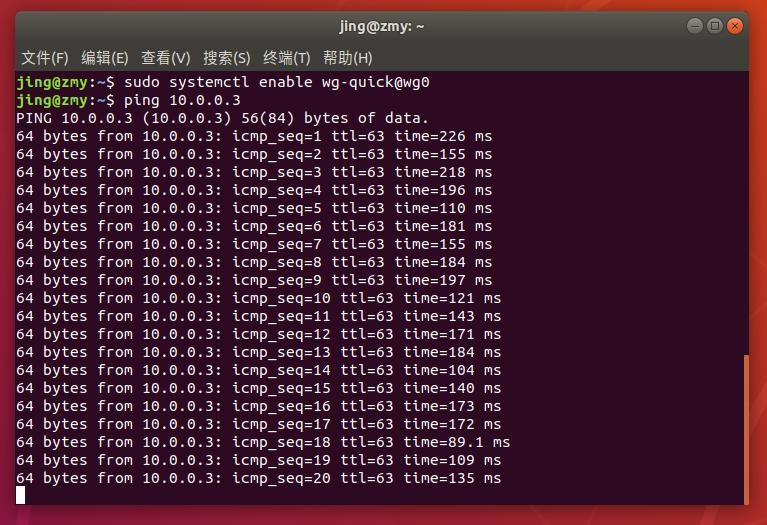 jing@zmy: ~
文件(F) 编辑(E) 查看(V) 搜索(S) 终端(T) 帮助(H)
jing@zmy:~$ sudo systemctl enable wg-quick@wg0
jing@zmy:~$ ping 10.0.0.3
PING 10.0.0.3 (10.0.0.3) 56(84) bytes of data.
64 bytes from 10.0.0.3: icmp_seq=1 ttl=63 time=226 ms
64 bytes from 10.0.0.3: icmp_seq=2 ttl=63 time=155 ms
64 bytes from 10.0.0.3: icmp_seq=3 ttl=63 time=218 ms
64 bytes from 10.0.0.3: icmp_seq=4 ttl=63 time=196 ms
64 bytes from 10.0.0.3: icmp_seq=5 ttl=63 time=110 ms
64 bytes from 10.0.0.3: icmp_seq=6 ttl=63 time=181 ms
64 bytes from 10.0.0.3: icmp_seq=7 ttl=63 time=155 ms
64 bytes from 10.0.0.3: icmp_seq=8 ttl=63 time=184 ms
64 bytes from 10.0.0.3: icmp_seq=9 ttl=63 time=197 ms
64 bytes from 10.0.0.3: icmp_seq=10 ttl=63 time=121 ms
64 bytes from 10.0.0.3: icmp_seq=11 ttl=63 time=143 ms
64 bytes from 10.0.0.3: icmp_seq=12 ttl=63 time=171 ms
64 bytes from 10.0.0.3: icmp_seq=13 ttl=63 time=184 ms
64 bytes from 10.0.0.3: icmp_seq=14 ttl=63 time=104 ms
64 bytes from 10.0.0.3: icmp_seq=15 ttl=63 time=140 ms
64 bytes from 10.0.0.3: icmp_seq=16 ttl=63 time=173 ms
64 bytes from 10.0.0.3: icmp_seq=17 ttl=63 time=172 ms
64 bytes from 10.0.0.3: icmp_seq=18 ttl=63 time=89.1 ms
64 bytes from 10.0.0.3: icmp_seq=19 ttl=63 time=109 ms
64 bytes from 10.0.0.3: icmp_seq=20 ttl=63 time=135 ms